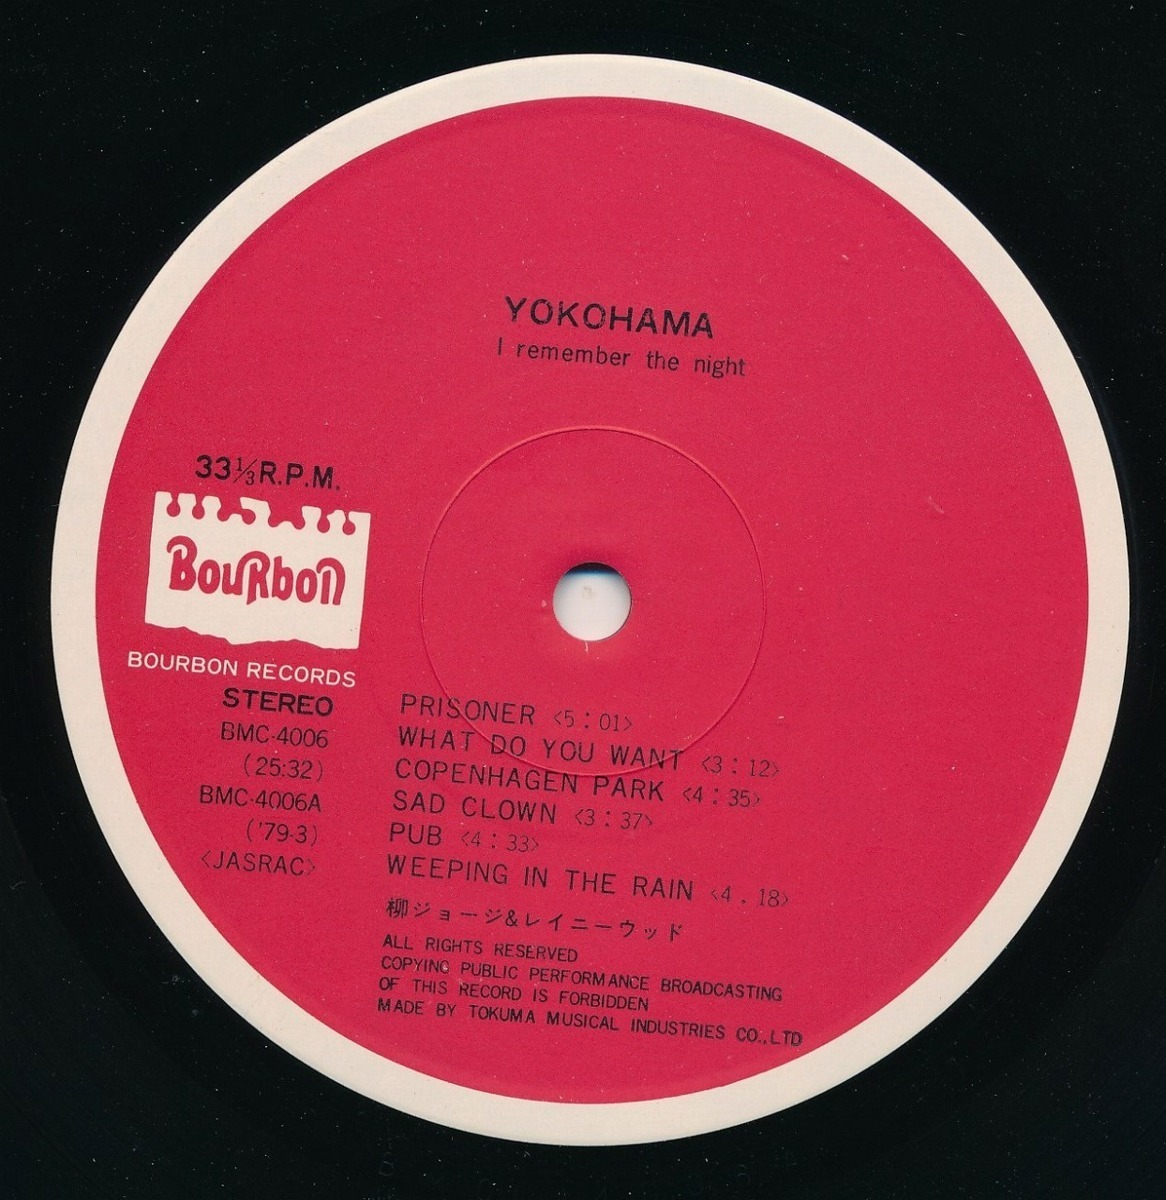 YOKOHAMA
I remember the night
33⅓R.P.M.
BouRbon
BOURBON RECORDS
STEREO
BMC-4006
(25:32)
BMC-4006A
('79·3)
<JASRAC>
PRISONER <5:01>
WHAT DO YOU WANT <3:12>
COPENHAGEN PARK <4:35>
SAD CLOWN <3:37>
PUB <4:33>
WEEPING IN THE RAIN <4.18>
柳ジョージ&レイニーウッド
ALL RIGHTS RESERVED
COPYING PUBLIC PERFORMANCE BROADCASTING
OF THIS RECORD IS FORBIDDEN
MADE BY TOKUMA MUSICAL INDUSTRIES CO.,LTD